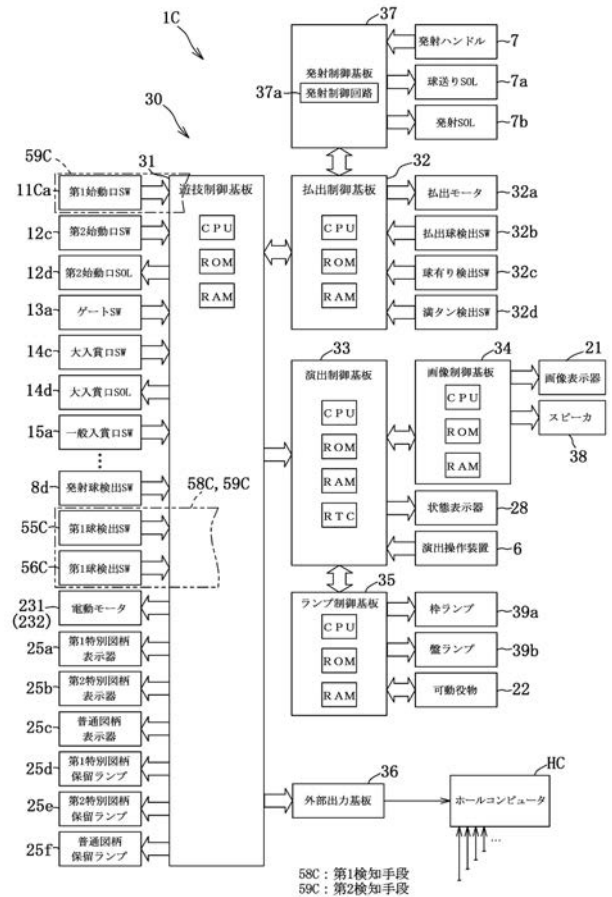 1C
30
37
発射制御基板
37a
発射制御回路
発射ハンドル
7
球送りSOL
7a
発射SOL
7b
59C
31
遊技制御基板
CPU
ROM
RAM
11Ca
第1始動口SW
12c
第2始動口SW
12d
第2始動口SOL
13a
ゲートSW
14c
大入賞口SW
14d
大入賞口SOL
15a
一般入賞口SW
8d
発射球検出SW
58C, 59C
55C
第1球検出SW
56C
第1球検出SW
231
(232)
電動モータ
25a
第1特別図柄
表示器
25b
第2特別図柄
表示器
25c
普通図柄
表示器
25d
第1特別図柄
保留ランプ
25e
第2特別図柄
保留ランプ
25f
普通図柄
保留ランプ
32
払出制御基板
CPU
ROM
RAM
払出モータ
32a
払出球検出SW
32b
球有り検出SW
32c
満タン検出SW
32d
33
演出制御基板
CPU
ROM
RAM
RTC
34
画像制御基板
CPU
ROM
RAM
21
画像表示器
スピーカ
38
状態表示器
28
演出操作装置
6
35
ランプ制御基板
CPU
ROM
RAM
枠ランプ
39a
盤ランプ
39b
可動役物
22
36
外部出力基板
HC
ホールコンピュータ
…
58C：第1検知手段
59C：第2検知手段